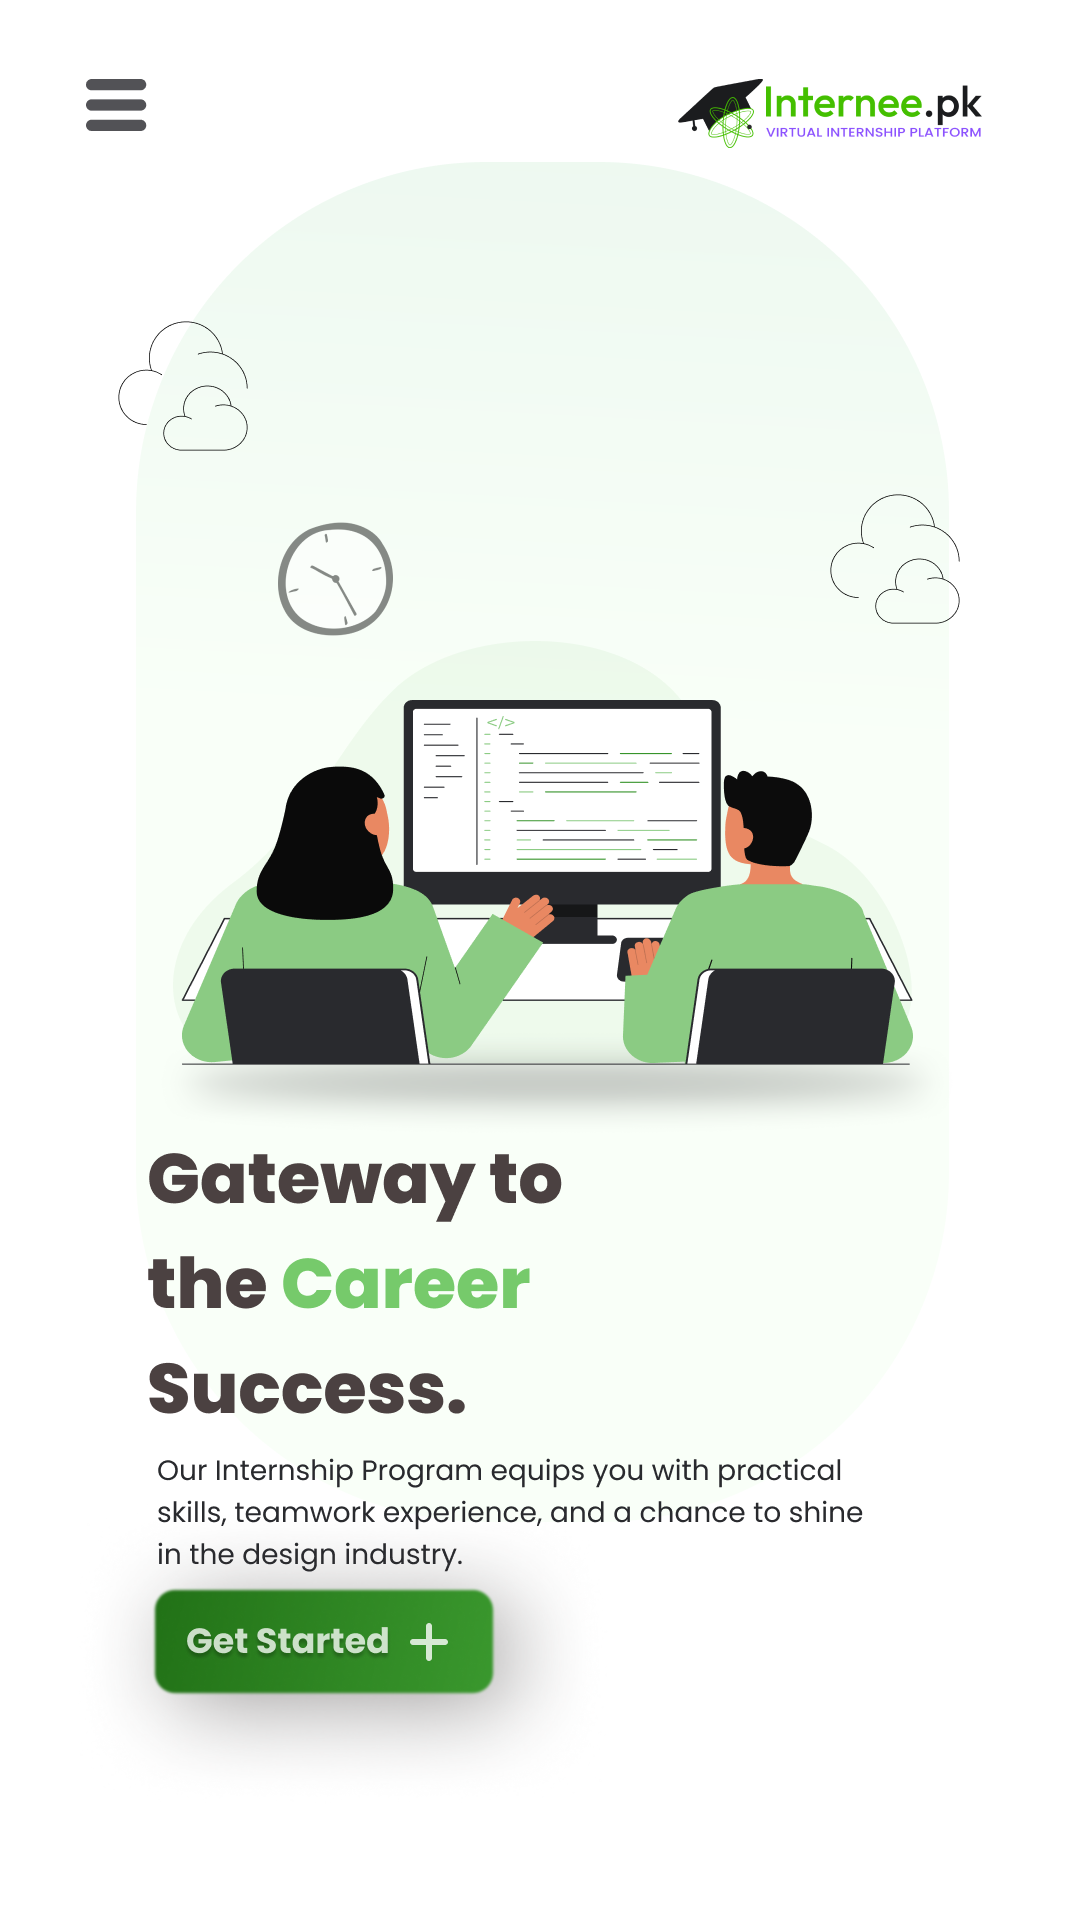 Internee.pk
VIRTUAL INTERNSHIP PLATFORM
</>
Gateway to
the Career
Success.
Our Internship Program equips you with practical
skills, teamwork experience, and a chance to shine
in the design industry.
Get Started